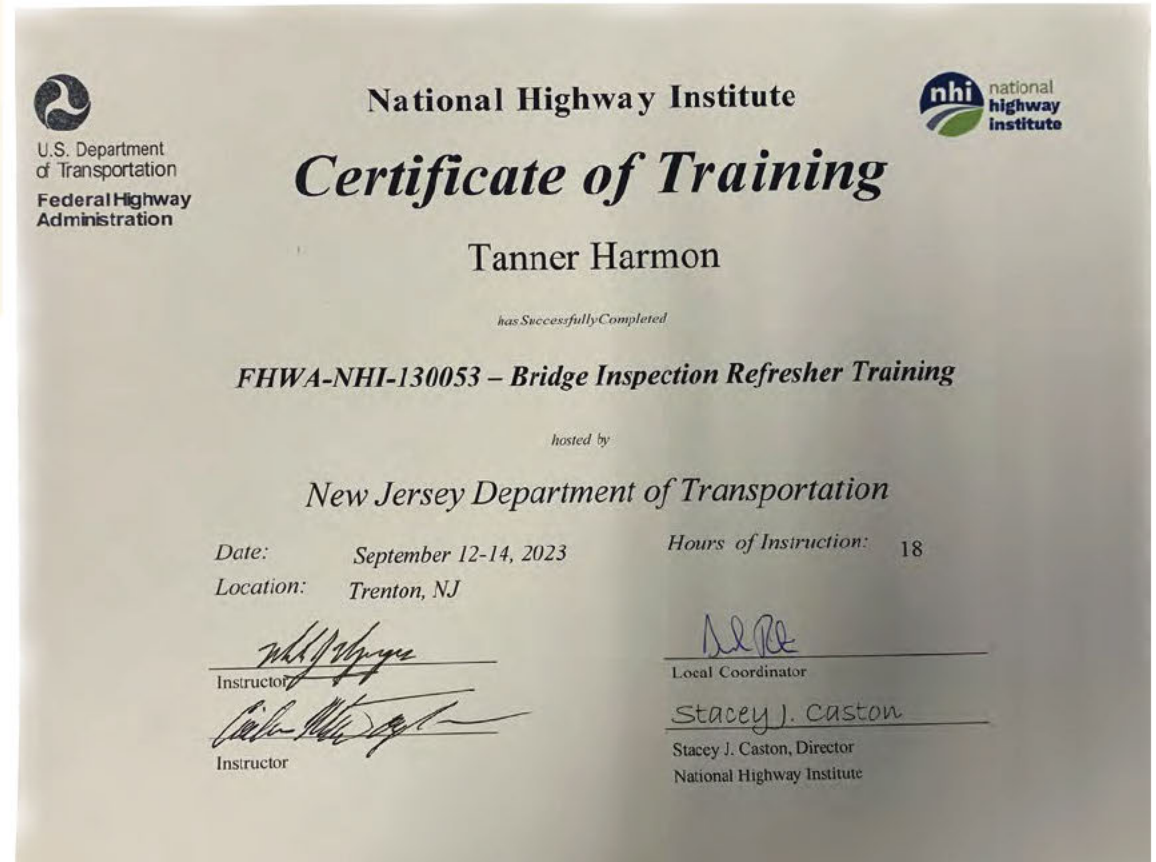 U.S. Department
of Transportation
Federal Highway
Administration
National Highway Institute
nhi national
highway
institute
Certificate of Training
Tanner Harmon
has Successfully Completed
FHWA-NHI-130053 – Bridge Inspection Refresher Training
hosted by
New Jersey Department of Transportation
Date: September 12-14, 2023
Location: Trenton, NJ
Hours of Instruction: 18
Instructor
Instructor
Local Coordinator
Stacey J. Caston
Stacey J. Caston, Director
National Highway Institute